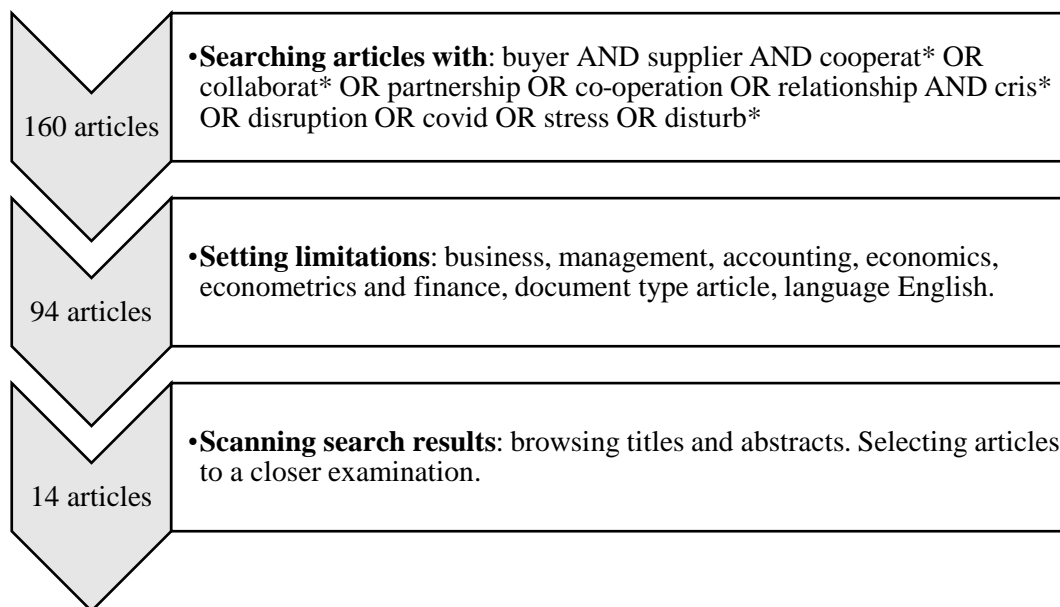 160 articles
•Searching articles with: buyer AND supplier AND cooperat* OR
collaborat* OR partnership OR co-operation OR relationship AND cris*
OR disruption OR covid OR stress OR disturb*
94 articles
•Setting limitations: business, management, accounting, economics,
econometrics and finance, document type article, language English.
14 articles
•Scanning search results: browsing titles and abstracts. Selecting articles
to a closer examination.